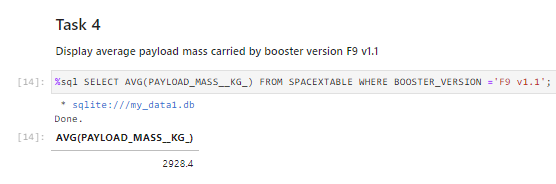 Task 4
Display average payload mass carried by booster version F9 v1.1
[14]: %sql SELECT AVG(PAYLOAD_MASS__KG_) FROM SPACEXTABLE WHERE BOOSTER_VERSION ='F9 v1.1';
* sqlite:///my_data1.db
Done.
[14]: AVG(PAYLOAD_MASS__KG_)
2928.4